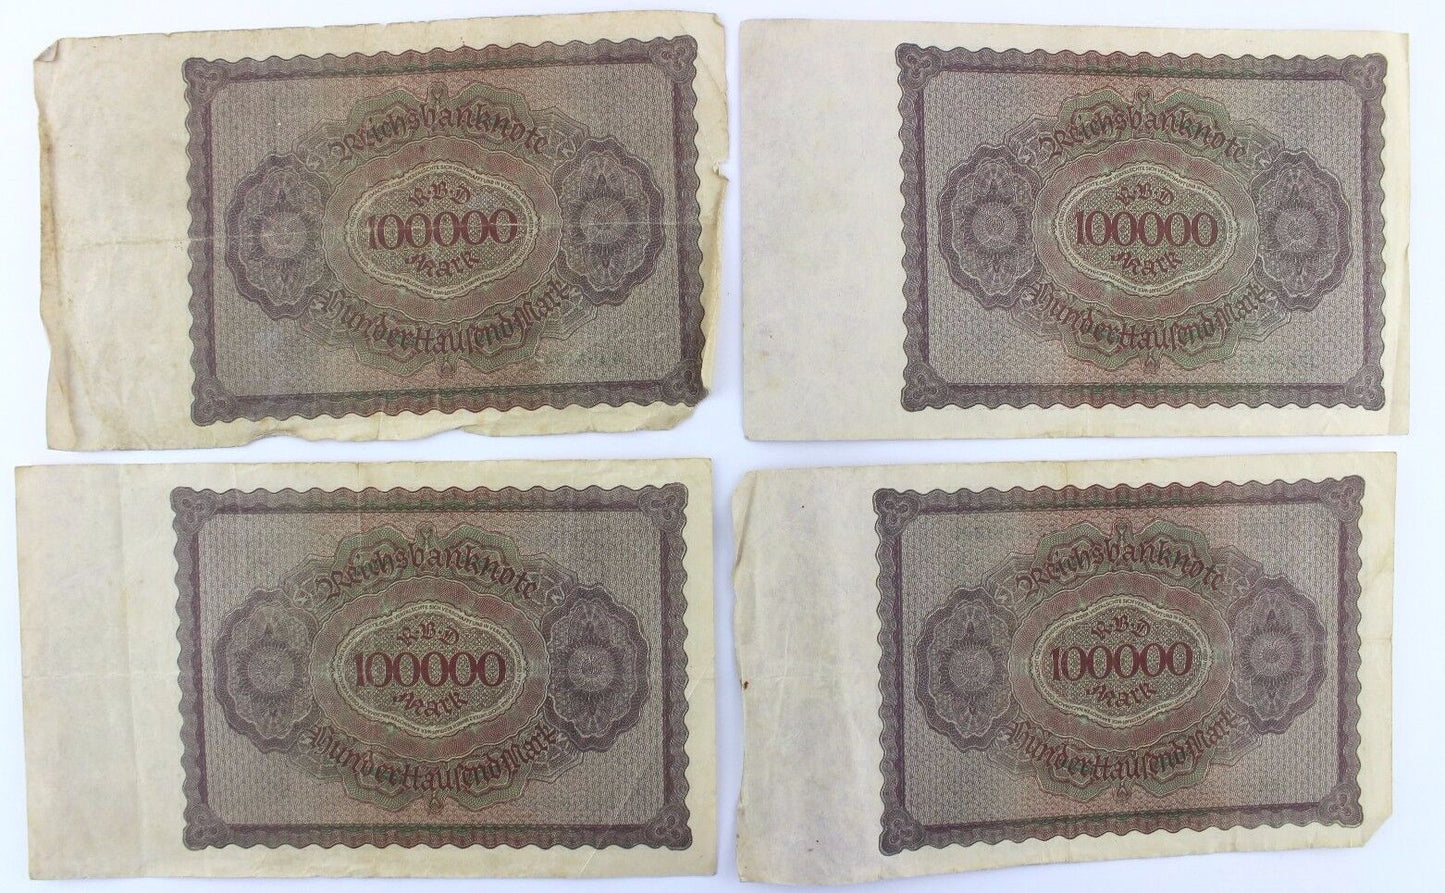 Reichsbanknote
R·B·D
100000
Mark
Hunderttausend Mark
Reichsbanknote
R·B·D
100000
Mark
Hunderttausend Mark
Reichsbanknote
R·B·D
100000
Mark
Hunderttausend Mark
Reichsbanknote
R·B·D
100000
Mark
Hunderttausend Mark